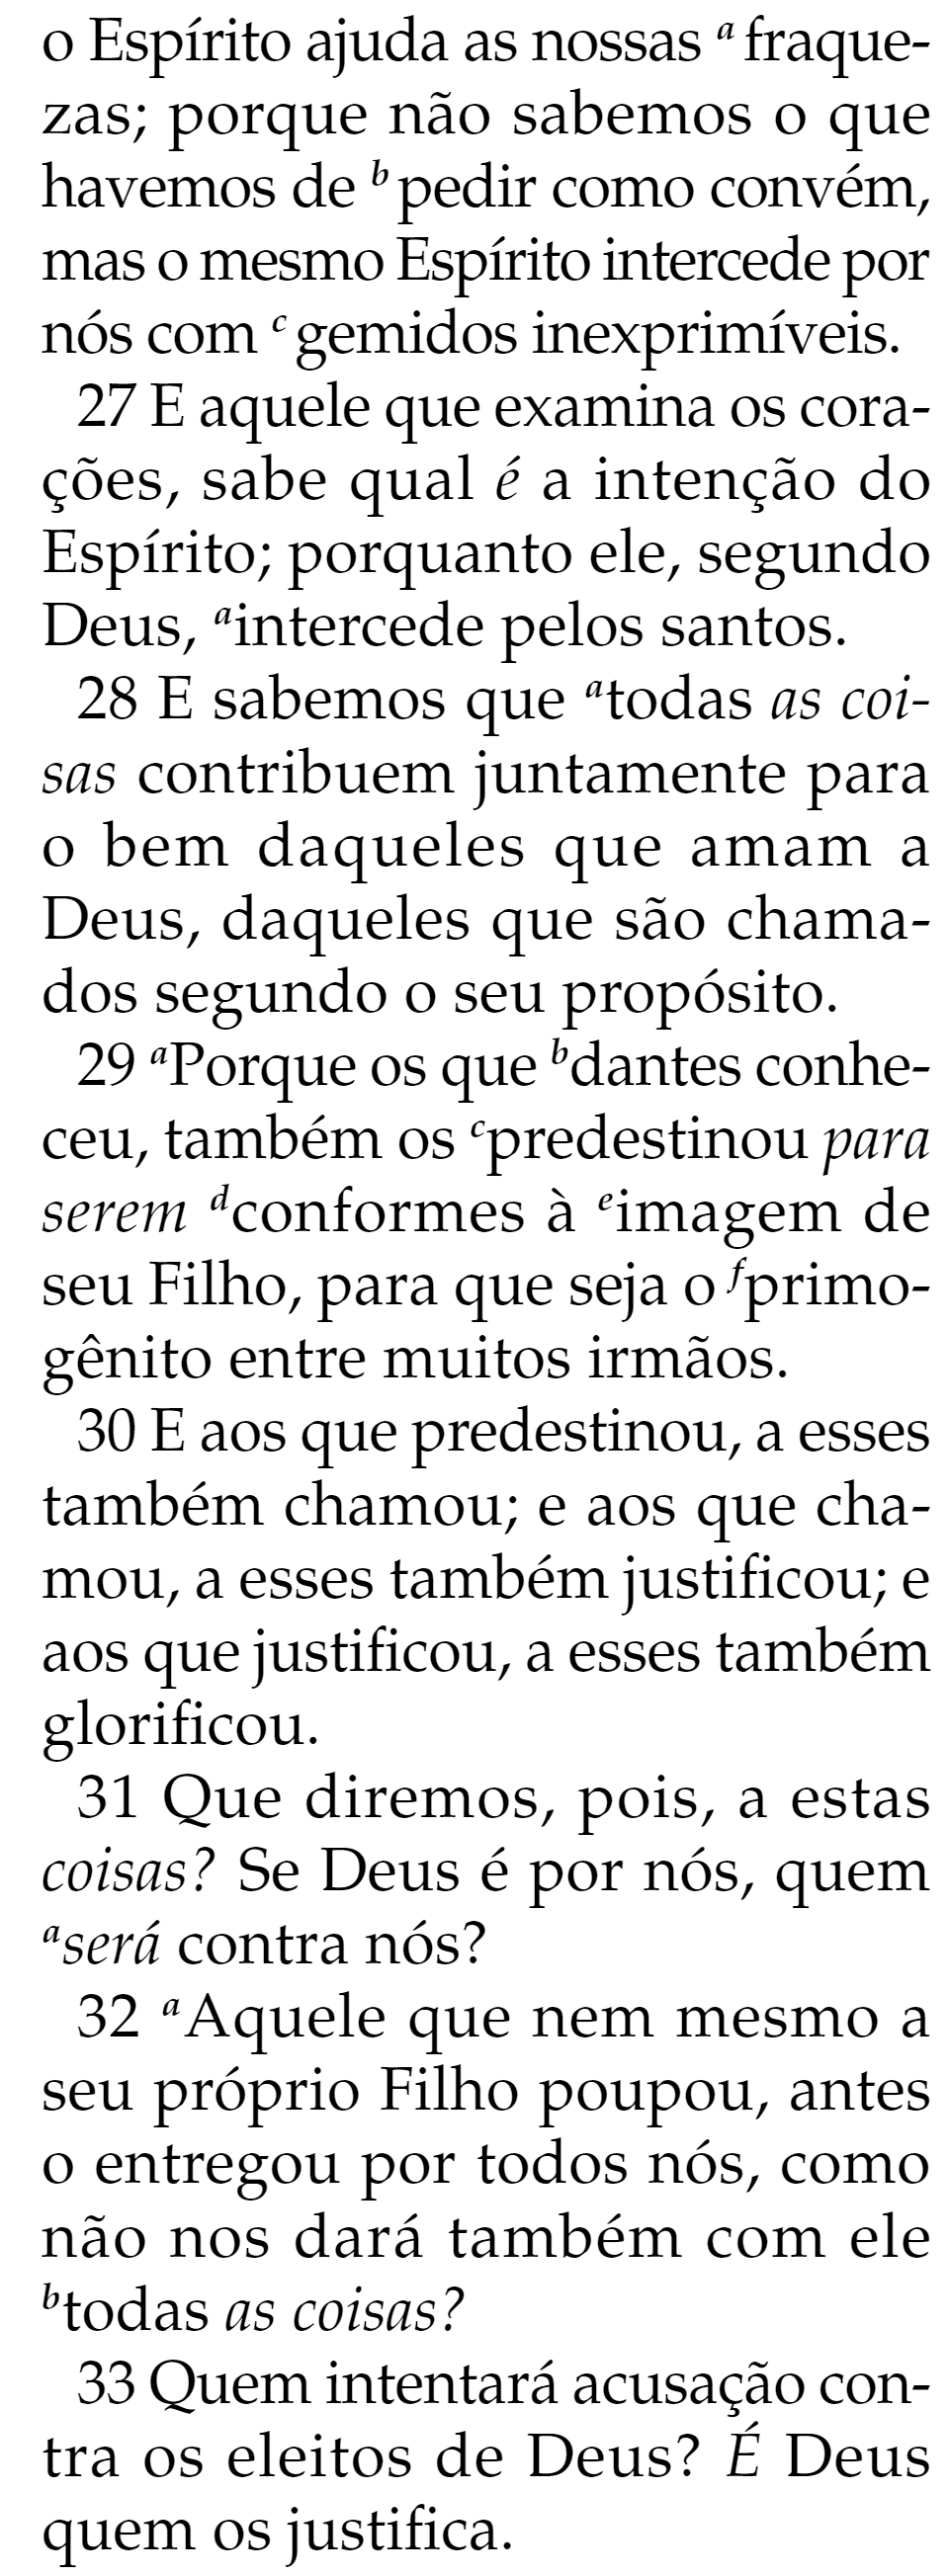 o Espírito ajuda as nossas a fraque-
zas; porque não sabemos o que
havemos de b pedir como convém,
mas o mesmo Espírito intercede por
nós com c gemidos inexprimíveis.
27 E aquele que examina os cora-
ções, sabe qual é a intenção do
Espírito; porquanto ele, segundo
Deus, aintercede pelos santos.
28 E sabemos que atodas as coi-
sas contribuem juntamente para
o bem daqueles que amam a
Deus, daqueles que são chama-
dos segundo o seu propósito.
29 aPorque os que bdantes conhe-
ceu, também os cpredestinou para
serem dconformes à eimagem de
seu Filho, para que seja o fprimo-
gênito entre muitos irmãos.
30 E aos que predestinou, a esses
também chamou; e aos que cha-
mou, a esses também justificou; e
aos que justificou, a esses também
glorificou.
31 Que diremos, pois, a estas
coisas? Se Deus é por nós, quem
aserá contra nós?
32 aAquele que nem mesmo a
seu próprio Filho poupou, antes
o entregou por todos nós, como
não nos dará também com ele
btodas as coisas?
33 Quem intentará acusação con-
tra os eleitos de Deus? É Deus
quem os justifica.